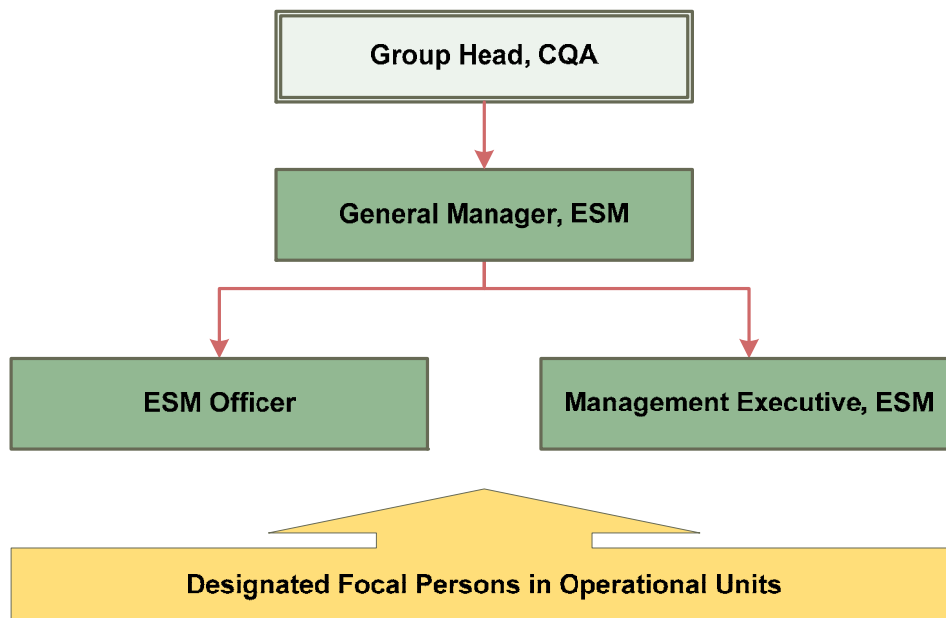 Group Head, CQA
General Manager, ESM
ESM Officer
Management Executive, ESM
Designated Focal Persons in Operational Units